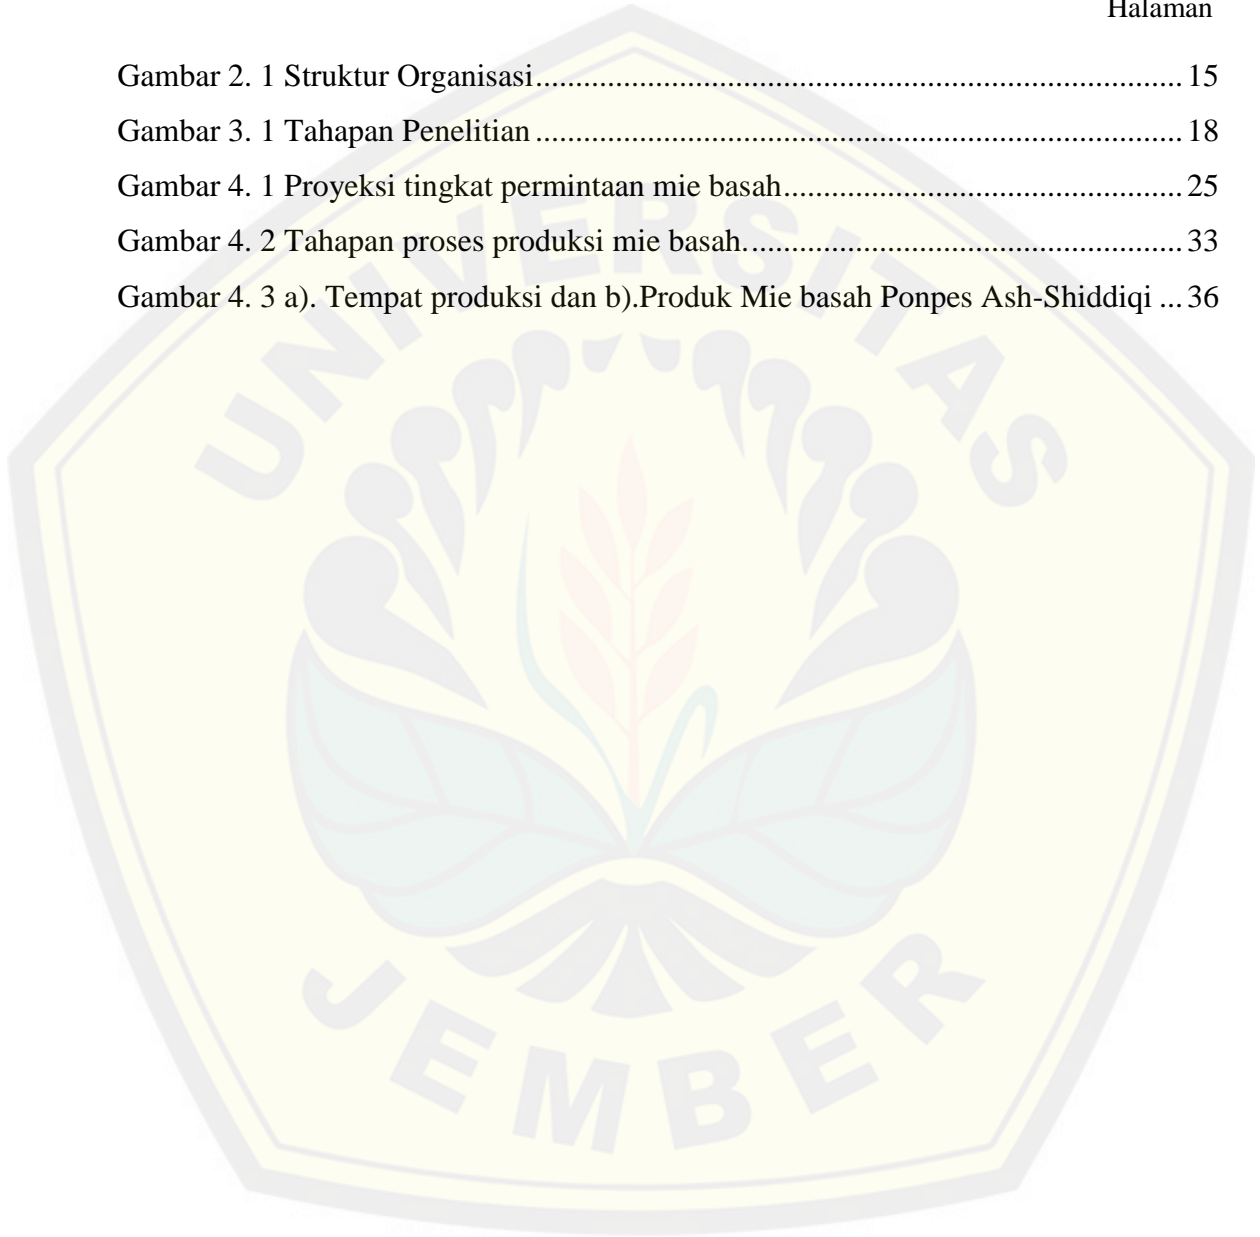 Halaman
Gambar 2. 1 Struktur Organisasi................................................................................ 15
Gambar 3. 1 Tahapan Penelitian ................................................................................ 18
Gambar 4. 1 Proyeksi tingkat permintaan mie basah................................................. 25
Gambar 4. 2 Tahapan proses produksi mie basah...................................................... 33
Gambar 4. 3 a). Tempat produksi dan b).Produk Mie basah Ponpes Ash-Shiddiqi ... 36
UNIVERSITAS
JEMBER